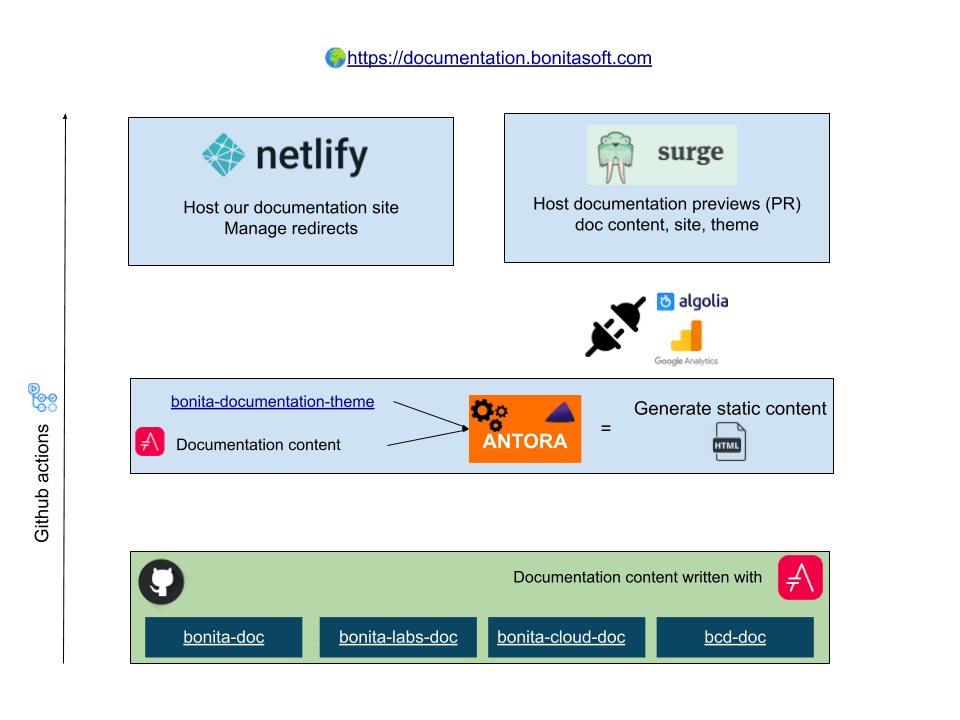 https://documentation.bonitasoft.com
netlify
Host our documentation site
Manage redirects
surge
Host documentation previews (PR)
doc content, site, theme
algolia
Google Analytics
Github actions
bonita-documentation-theme
Documentation content
ANTORA
=
Generate static content
HTML
Documentation content written with
bonita-doc
bonita-labs-doc
bonita-cloud-doc
bcd-doc